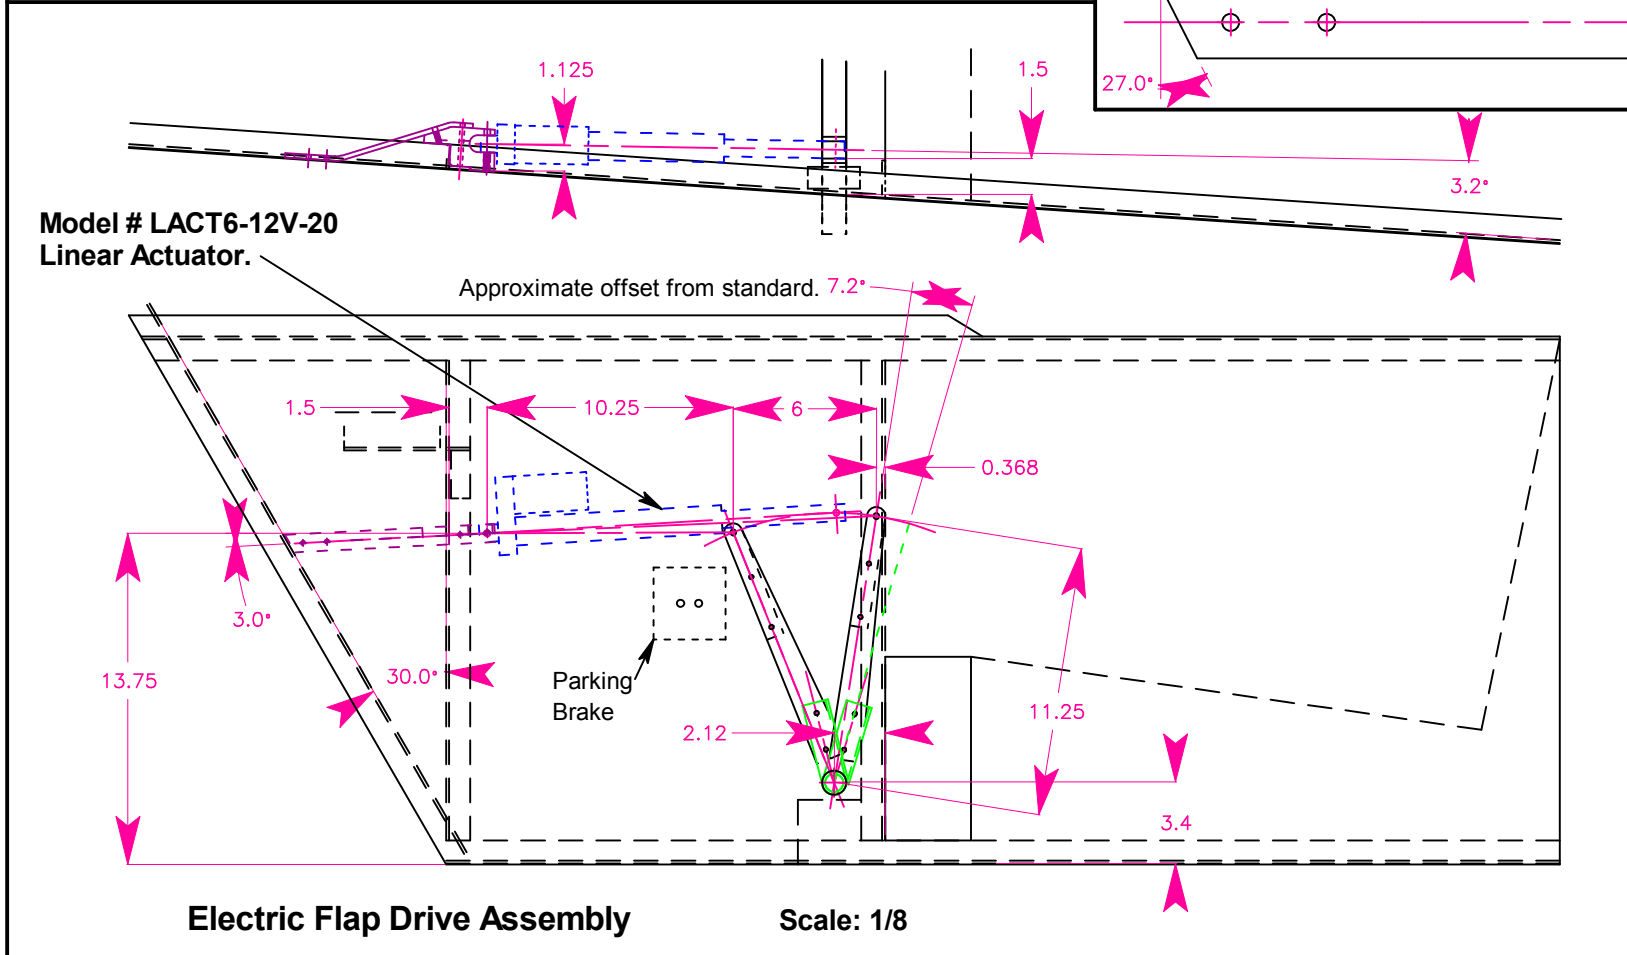 27.0°
1.125
1.5
3.2°
Model # LACT6-12V-20
Linear Actuator.
Approximate offset from standard. 7.2°
1.5
10.25
6
0.368
3.0°
13.75
30.0°
Parking
Brake
2.12
11.25
3.4
Electric Flap Drive Assembly
Scale: 1/8